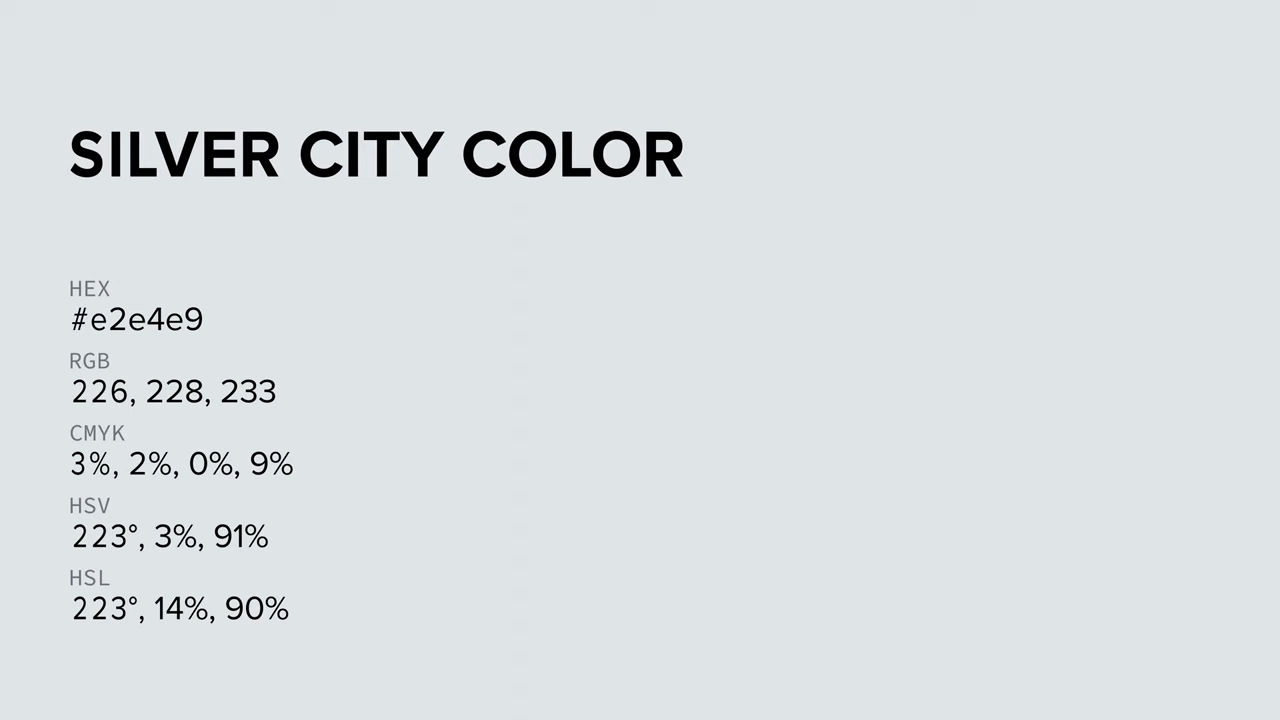 SILVER CITY COLOR
HEX
#e2e4e9
RGB
226, 228, 233
CMYK
3%, 2%, 0%, 9%
HSV
223°, 3%, 91%
HSL
223°, 14%, 90%